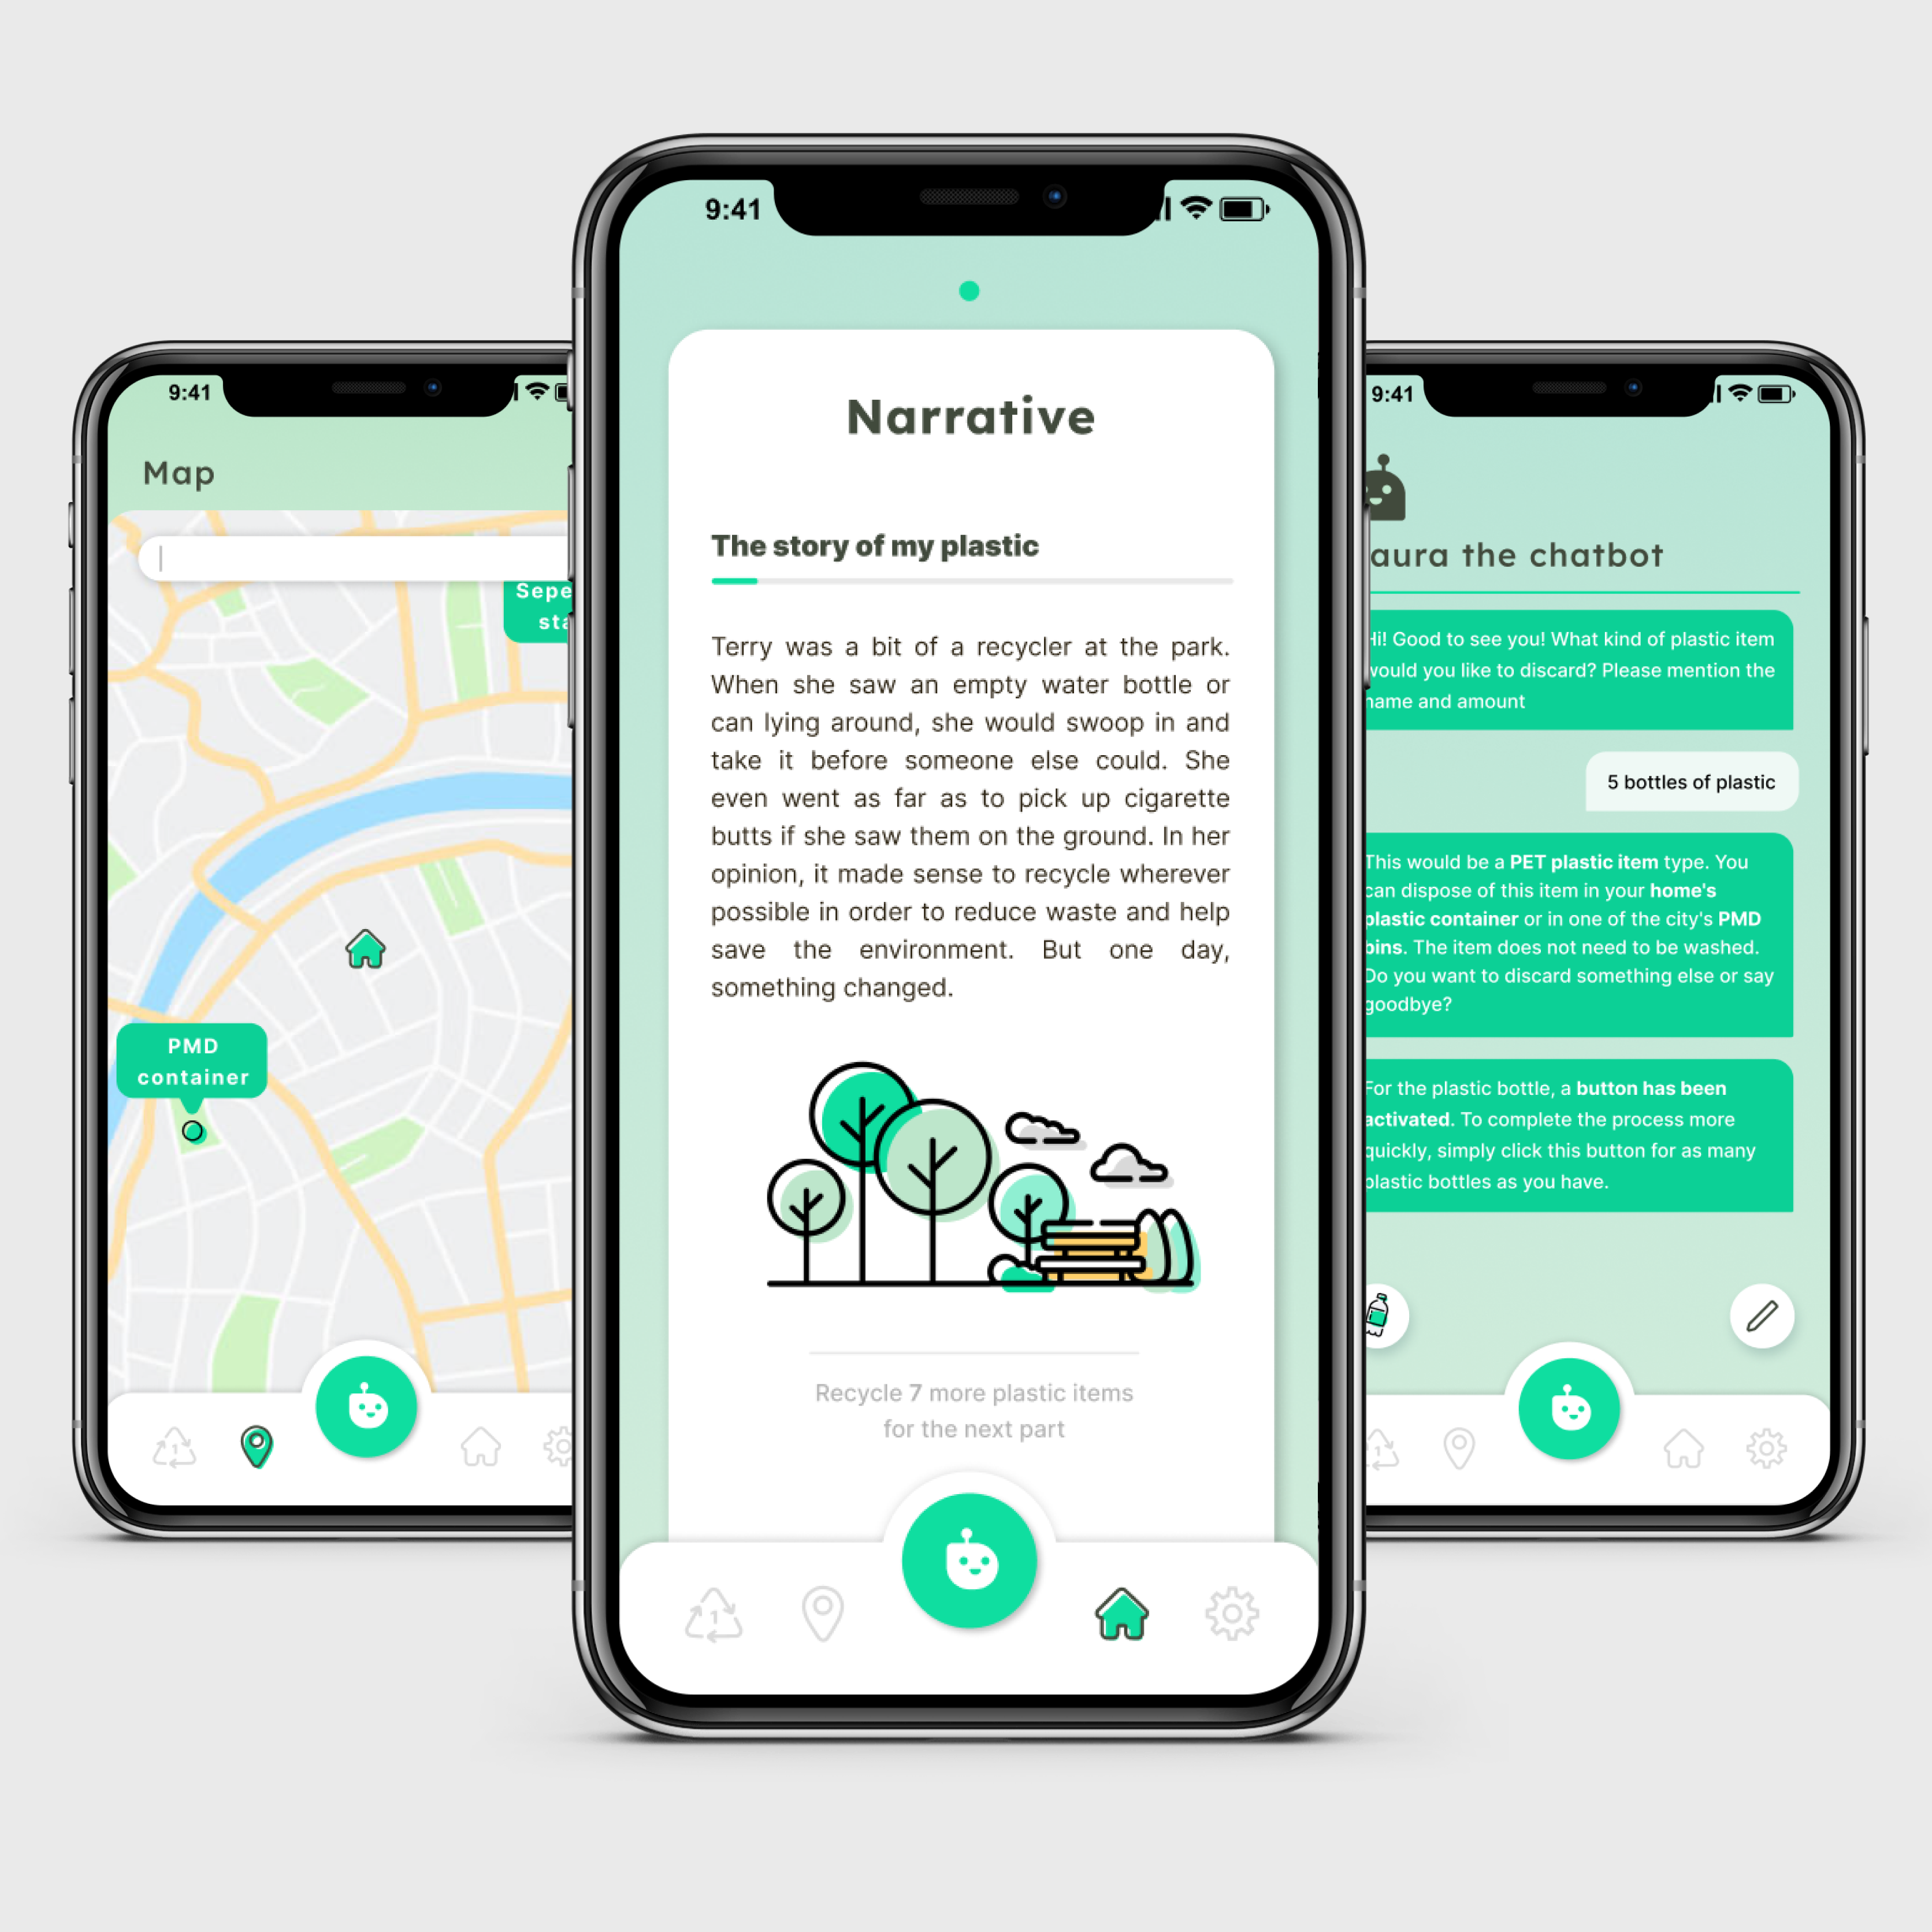 9:41
Map
Sepe
sta
PMD
container
1
9:41
Narrative
The story of my plastic
Terry was a bit of a recycler at the park.
When she saw an empty water bottle or
can lying around, she would swoop in and
take it before someone else could. She
even went as far as to pick up cigarette
butts if she saw them on the ground. In her
opinion, it made sense to recycle wherever
possible in order to reduce waste and help
save the environment. But one day,
something changed.
Recycle 7 more plastic items
for the next part
1
9:41
aura the chatbot
Hi! Good to see you! What kind of plastic item
would you like to discard? Please mention the
name and amount
5 bottles of plastic
This would be a PET plastic item type. You
can dispose of this item in your home's
plastic container or in one of the city's PMD
bins. The item does not need to be washed.
Do you want to discard something else or say
goodbye?
For the plastic bottle, a button has been
activated. To complete the process more
quickly, simply click this button for as many
plastic bottles as you have.
1